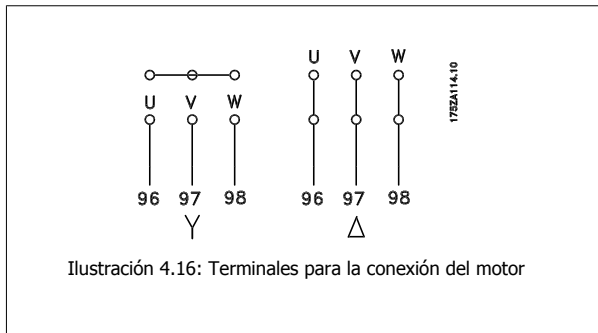 U V W
U V W
96 97 98
96 97 98
Y
Δ
175ZA114.10
Ilustración 4.16: Terminales para la conexión del motor